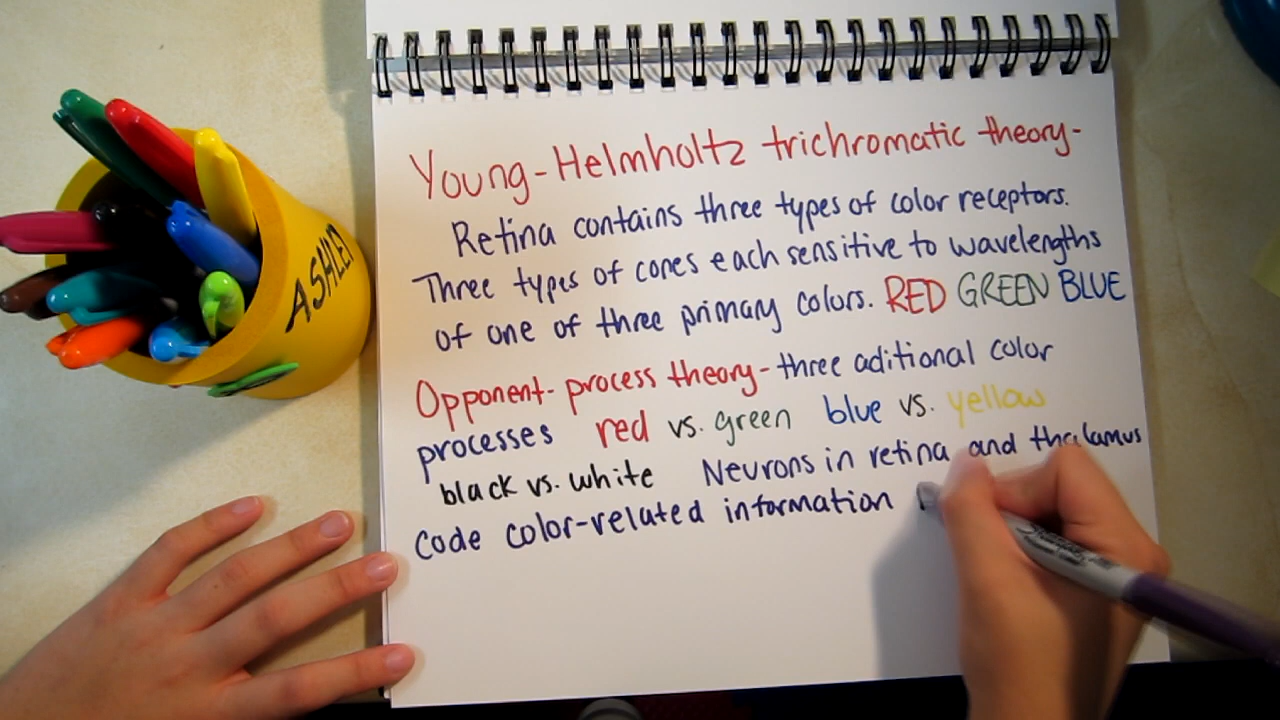 ASHLEY
Young-Helmholtz trichromatic theory-
Retina contains three types of color receptors.
Three types of cones each sensitive to wavelengths
of one of three primary colors. RED GREEN BLUE
Opponent-process theory-three aditional color
processes red vs. green blue vs. yellow
black vs. white Neurons in retina and thalamus
Code color-related information